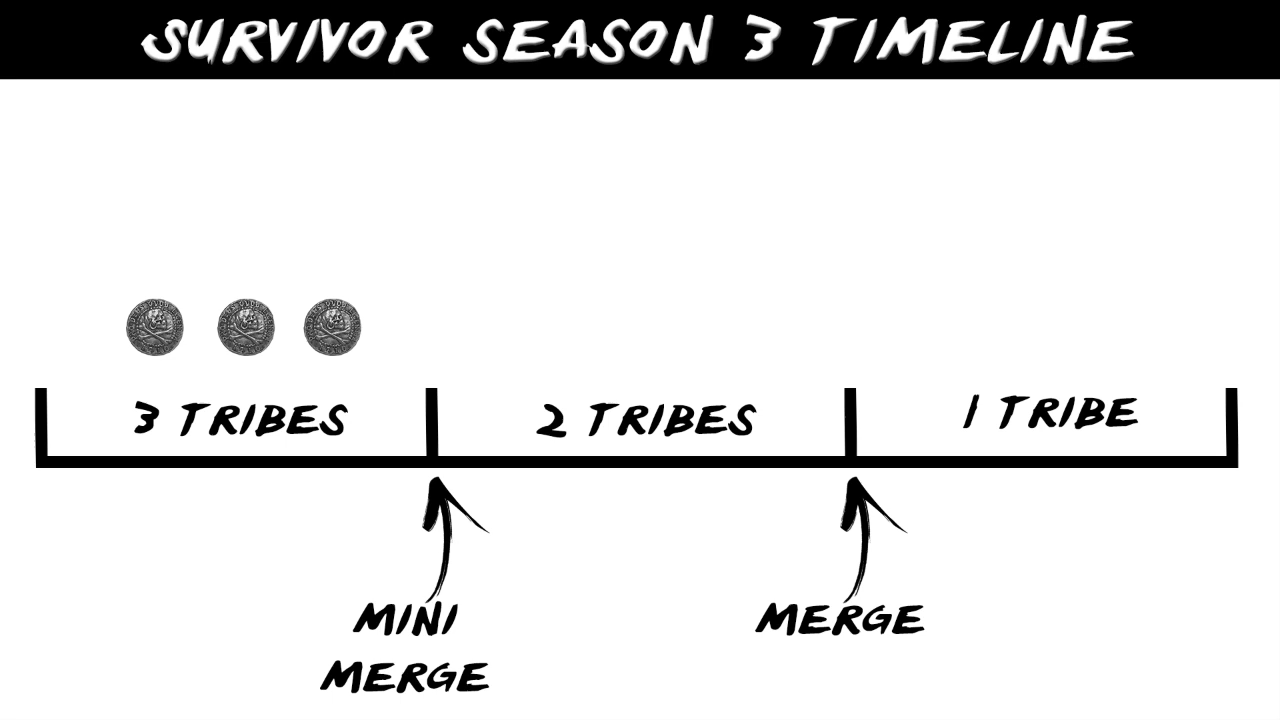 SURVIVOR SEASON 3 TIMELINE
3 TRIBES
2 TRIBES
1 TRIBE
MINI
MERGE
MERGE